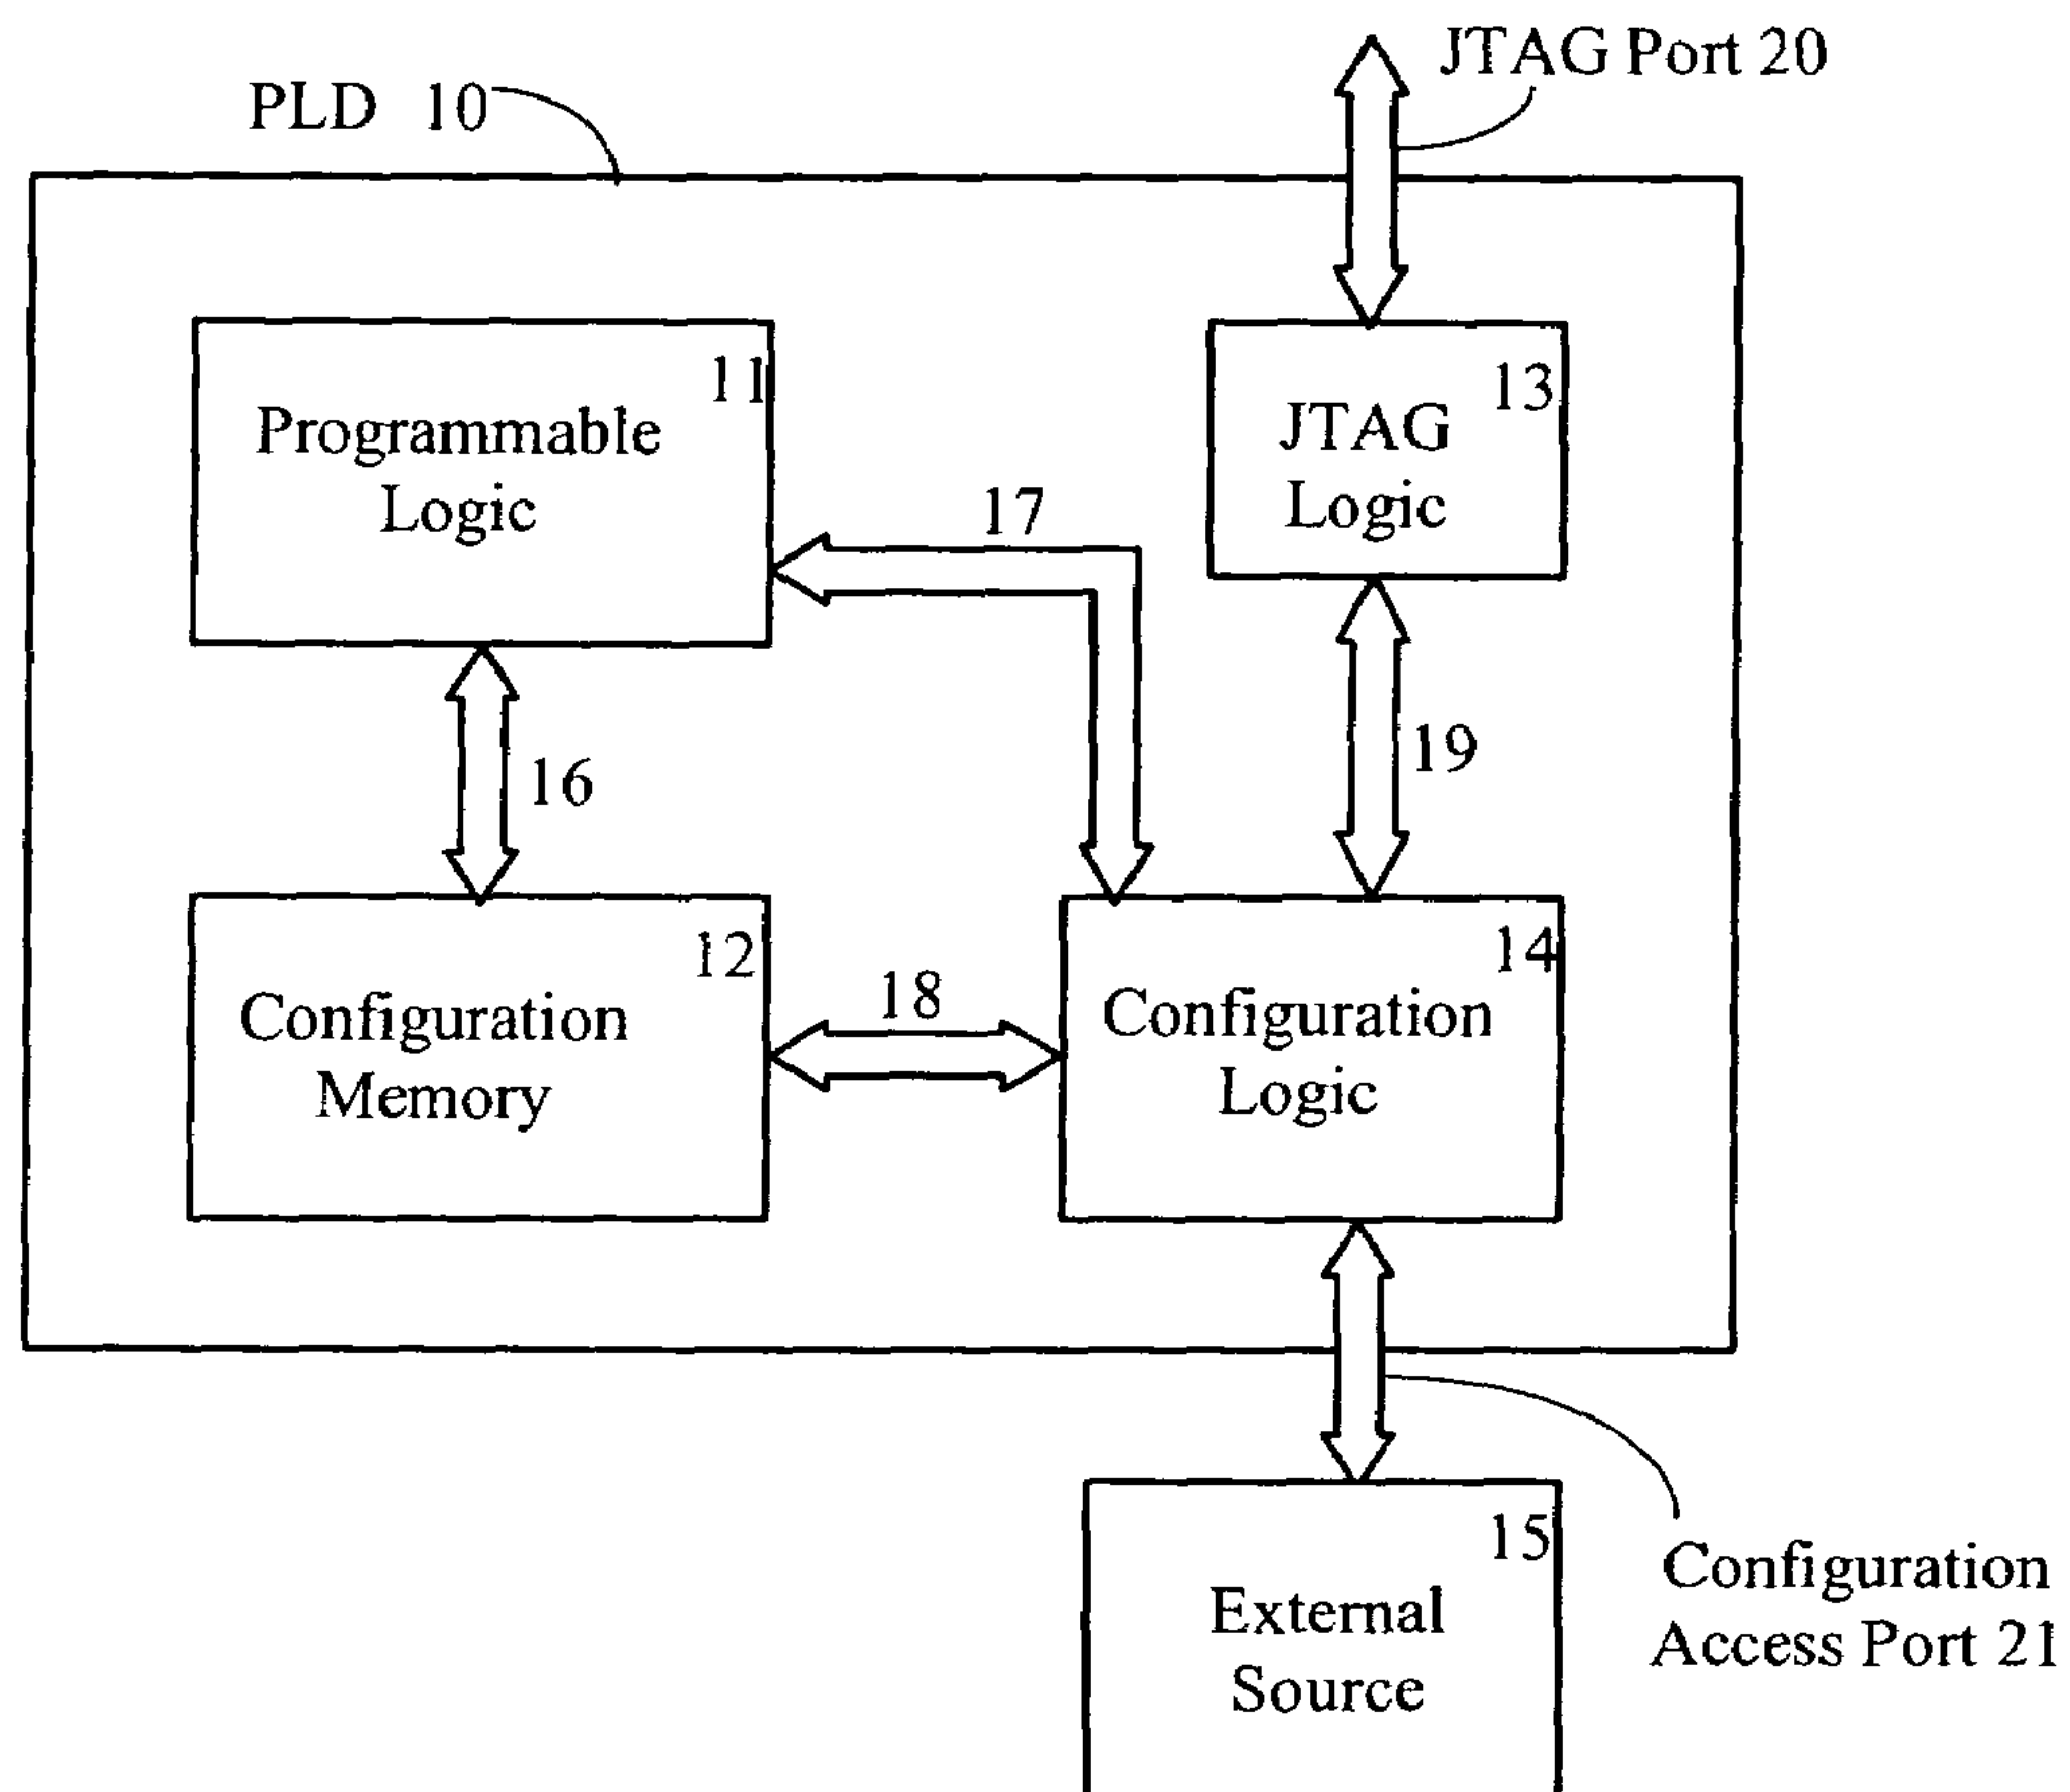 JTAG Port 20
PLD 10
11
Programmable
Logic
13
JTAG
Logic
17
16
19
12
Configuration
Memory
18
14
Configuration
Logic
15
External
Source
Configuration
Access Port 21